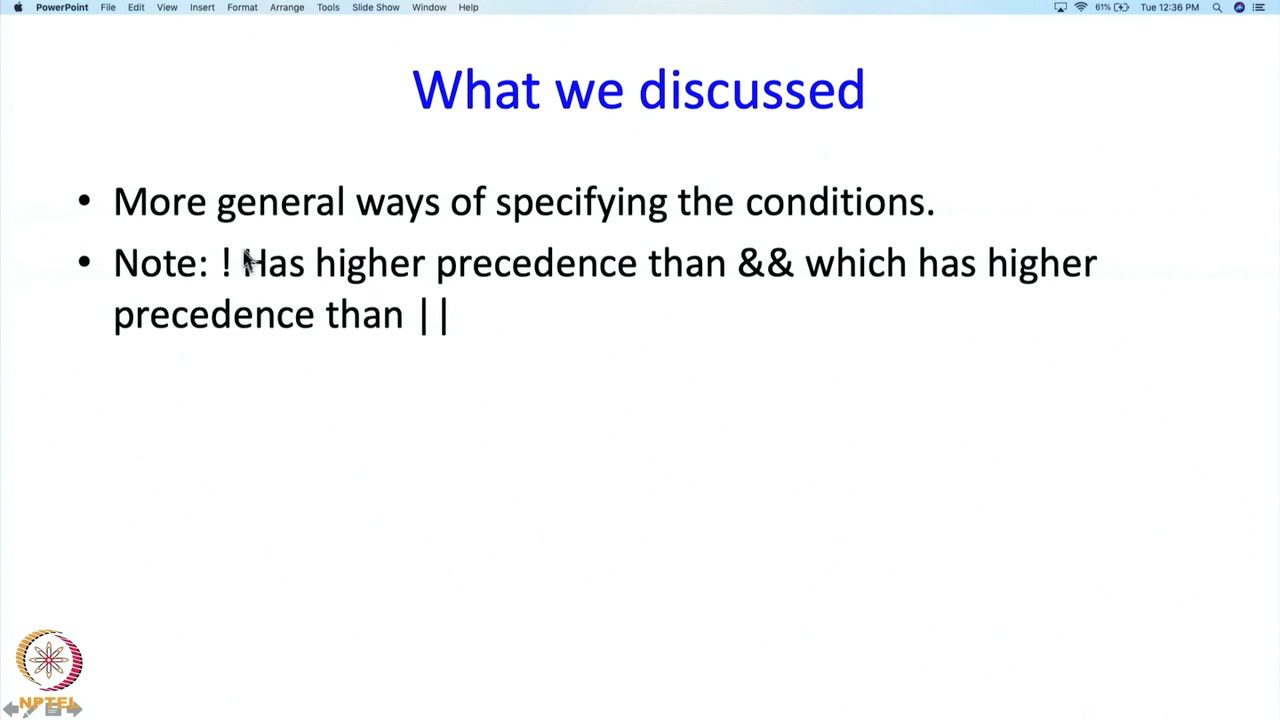 PowerPoint File Edit View Insert Format Arrange Tools Slide Show Window Help 61% Tue 12:36 PM
What we discussed
• More general ways of specifying the conditions.
• Note: ! Has higher precedence than && which has higher
precedence than ||
NPTEL